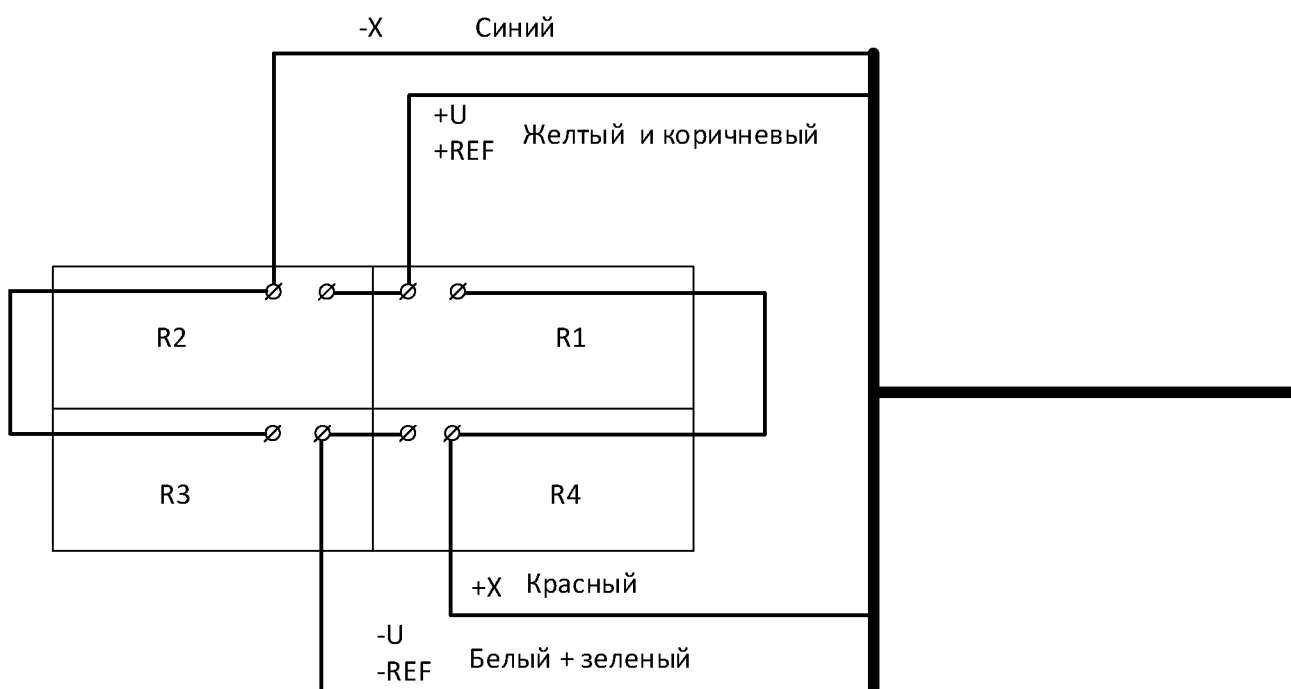 -X Синий
+U
+REF Желтый и коричневый
R2 R1
R3 R4
+X Красный
-U
-REF Белый + зеленый